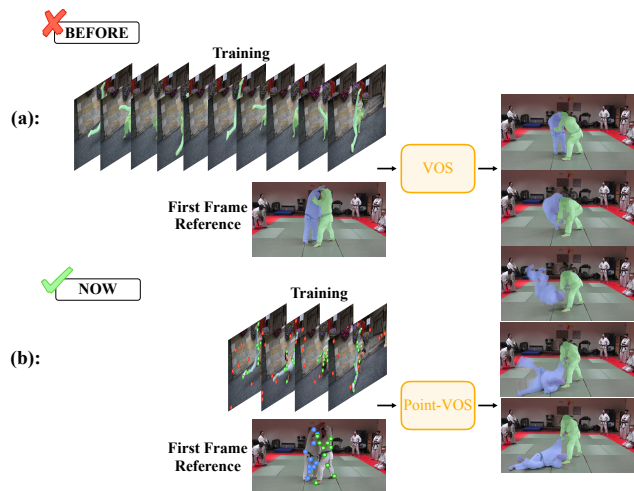 BEFORE
Training
(a):
VOS
First Frame
Reference
NOW
Training
(b):
Point-VOS
First Frame
Reference